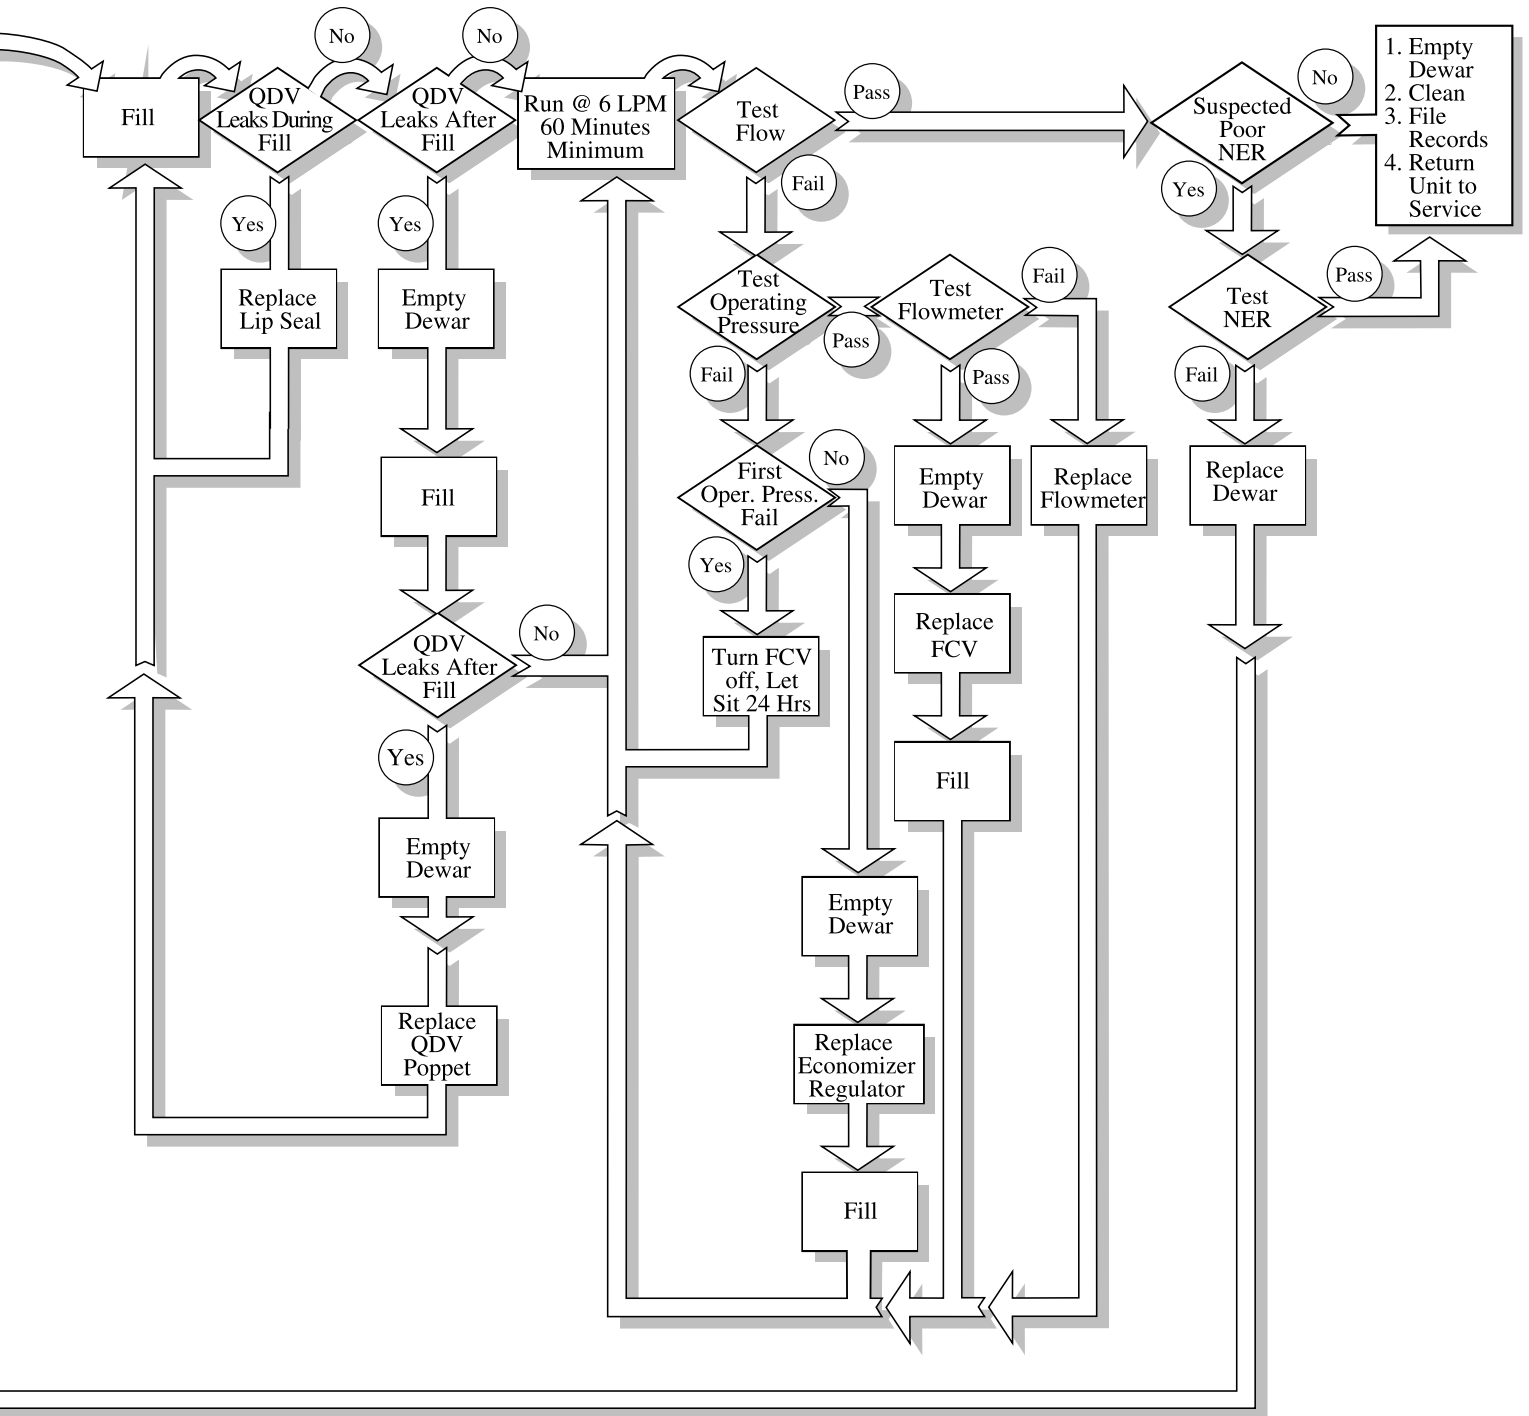 Fill
QDV
Leaks During
Fill
No
QDV
Leaks After
Fill
No
Run @ 6 LPM
60 Minutes
Minimum
Test
Flow
Pass
Suspected
Poor
NER
No
1. Empty
Dewar
2. Clean
3. File
Records
4. Return
Unit to
Service
Yes
Replace
Lip Seal
Yes
Empty
Dewar
Fill
QDV
Leaks After
Fill
No
Yes
Empty
Dewar
Replace
QDV
Poppet
Fail
Test
Operating
Pressure
Pass
Test
Flowmeter
Fail
Fail
First
Oper. Press.
Fail
No
Yes
Turn FCV
off, Let
Sit 24 Hrs
Empty
Dewar
Replace
Economizer
Regulator
Fill
Pass
Empty
Dewar
Replace
FCV
Fill
Replace
Flowmeter
Yes
Test
NER
Pass
Fail
Replace
Dewar